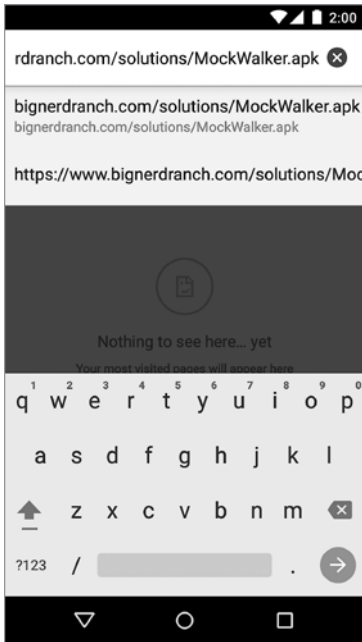 2:00
rdranch.com/solutions/MockWalker.apk
bignerdranch.com/solutions/MockWalker.apk
bignerdranch.com/solutions/MockWalker.apk
https://www.bignerdranch.com/solutions/Moc
Nothing to see here... yet
Your most visited pages will appear here
1 2 3 4 5 6 7 8 9 0
q w e r t y u i o p
a s d f g h j k l
z x c v b n m
?123 / .